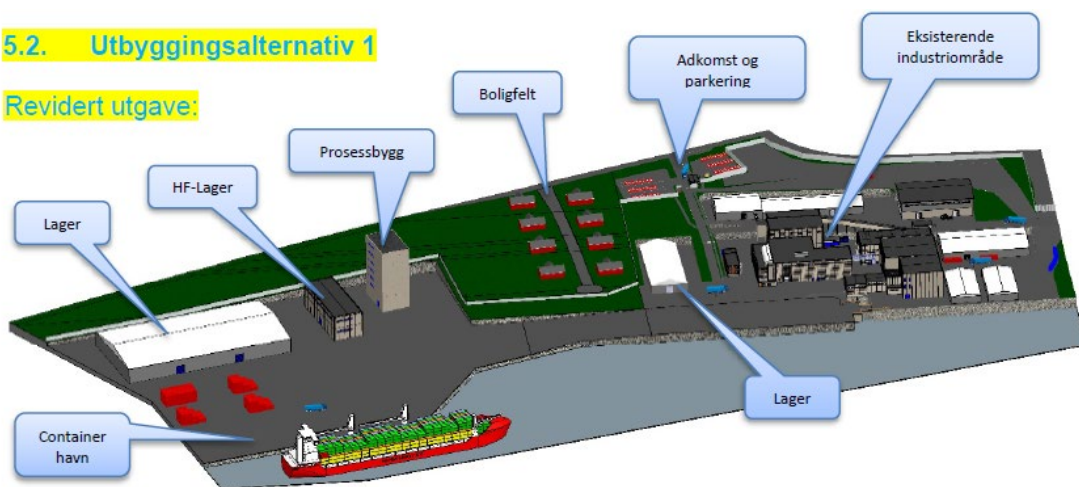 5.2. Utbyggingsalternativ 1
Revidert utgave:
Eksisterende
industriområde
Adkomst og
parkering
Boligfelt
Prosessbygg
HF-Lager
Lager
Lager
Container
havn